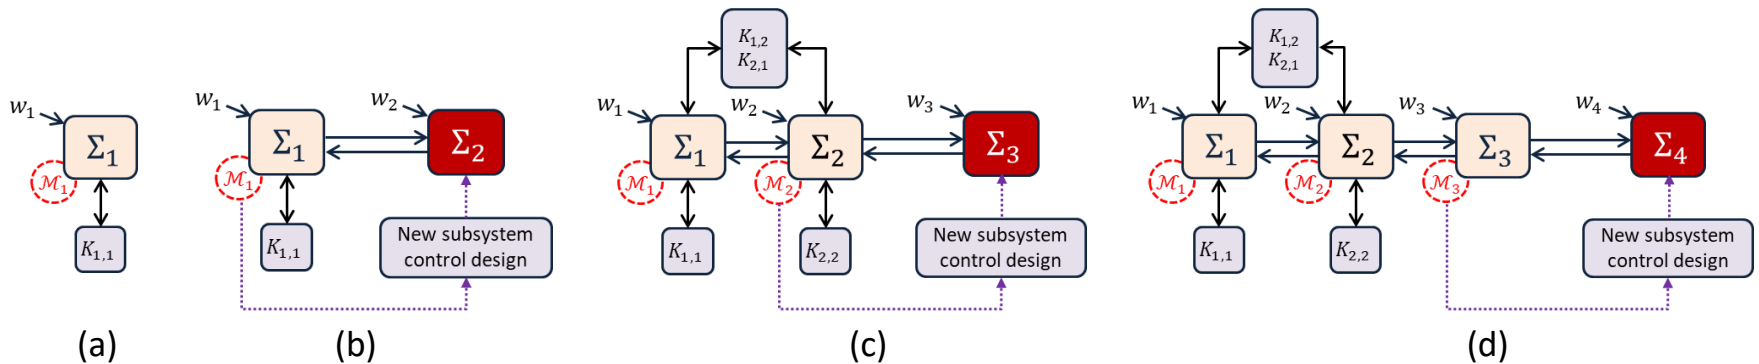 w₁
Σ₁
ℳ₁
K₁,₁
(a)
w₁
w₂
Σ₁
Σ₂
ℳ₁
K₁,₁
New subsystem
control design
(b)
K₁,₂
K₂,₁
w₁
w₂
w₃
Σ₁
Σ₂
Σ₃
ℳ₁
ℳ₂
K₁,₁
K₂,₂
New subsystem
control design
(c)
K₁,₂
K₂,₁
w₁
w₂
w₃
w₄
Σ₁
Σ₂
Σ₃
Σ₄
ℳ₁
ℳ₂
ℳ₃
K₁,₁
K₂,₂
New subsystem
control design
(d)